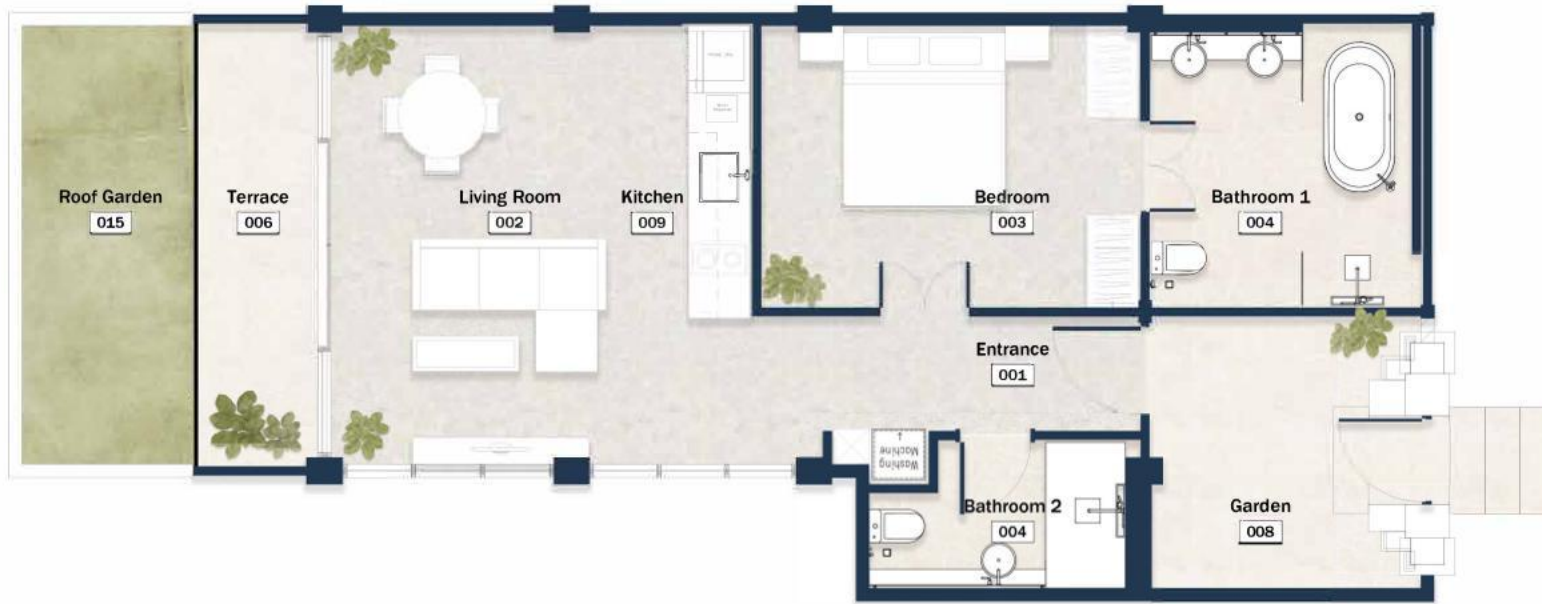 Roof Garden
015
Terrace
006
Living Room
002
Kitchen
009
Bedroom
003
Bathroom 1
004
Entrance
001
Washing
Machine
Bathroom 2
004
Garden
008